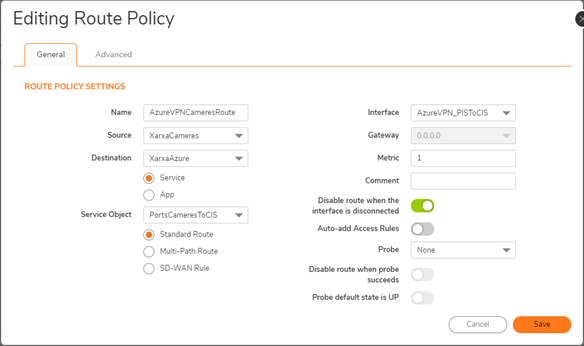 Editing Route Policy
General
Advanced
ROUTE POLICY SETTINGS
Name
AzureVPNCameresRoute
Source
XarxaCameres
Destination
XarxaAzure
Service
App
Service Object
PortsCameresToCIS
Standard Route
Multi-Path Route
SD-WAN Rule
Interface
AzureVPN_PISToCIS
Gateway
0.0.0.0
Metric
1
Comment
Disable route when the
interface is disconnected
Auto-add Access Rules
Probe
None
Disable route when probe
succeeds
Probe default state is UP
Cancel
Save